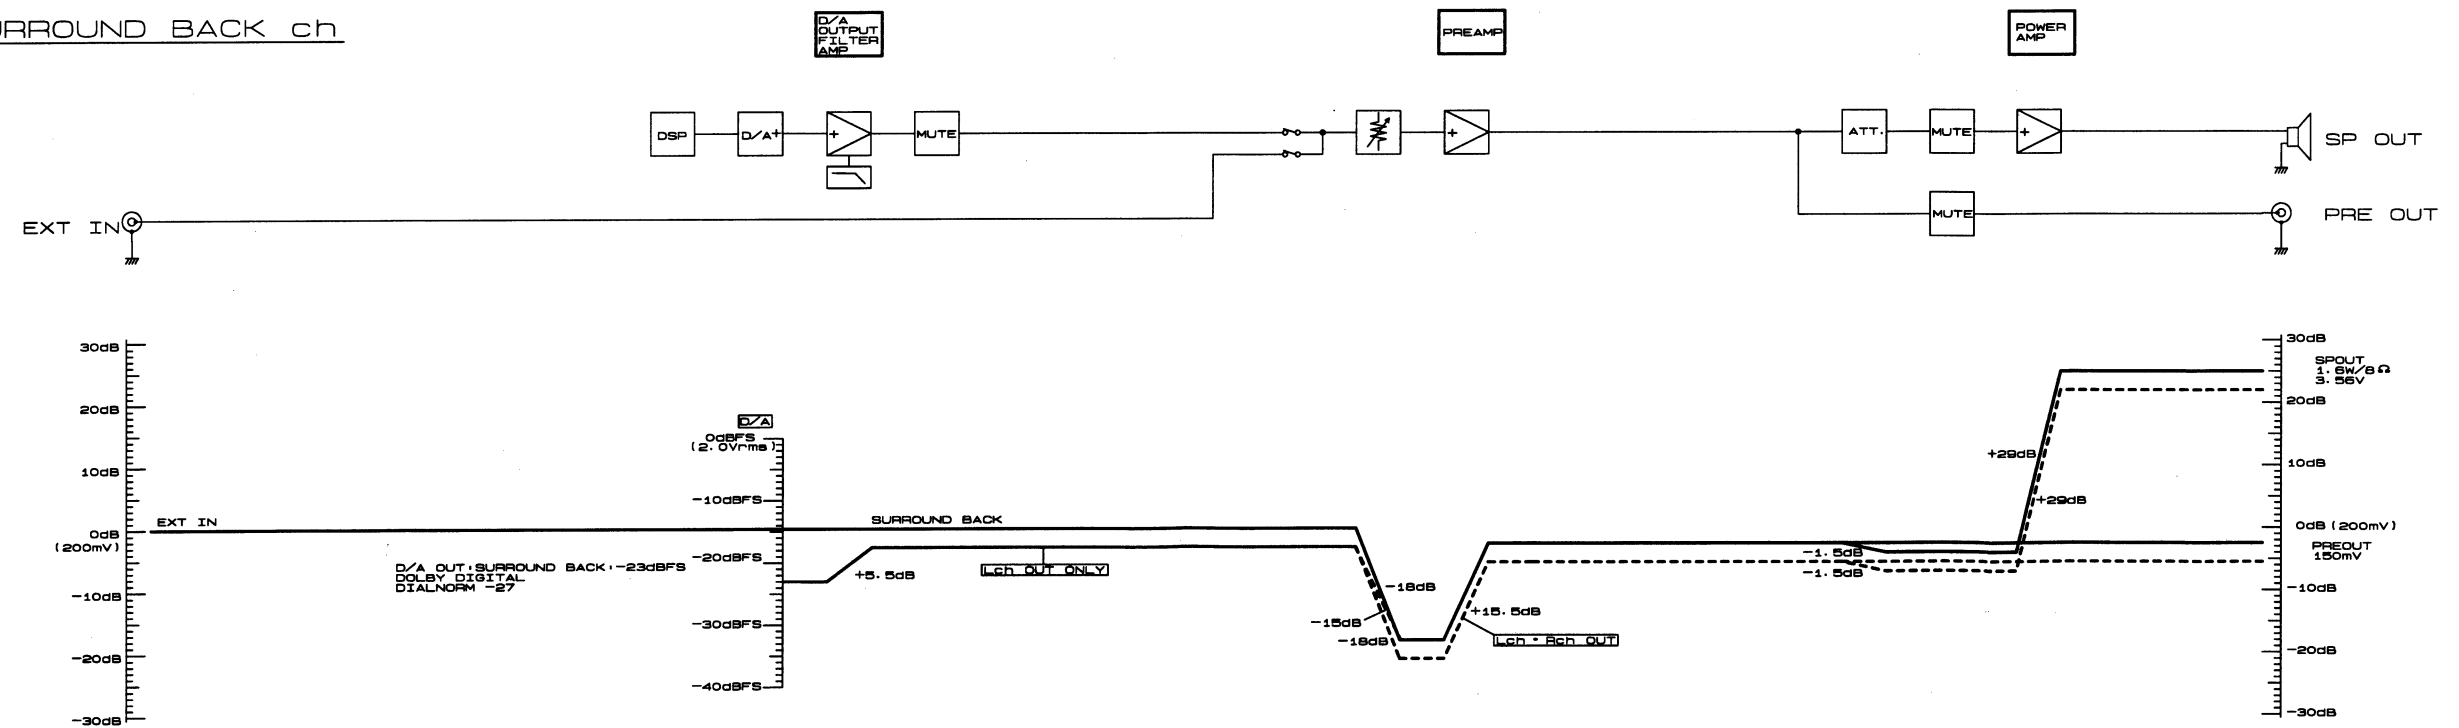 URROUND BACK ch
D/A
OUTPUT
FILTER
AMP
PREAMP
POWER
AMP
DSP
D/A+
+
MUTE
+
ATT.
MUTE
+
SP OUT
EXT IN
MUTE
PRE OUT
30dB
20dB
10dB
0dB
(200mV)
-10dB
-20dB
-30dB
EXT IN
D/A OUT:SURROUND BACK:-23dBFS
DOLBY DIGITAL
DIALNORM -27
D/A
0dBFS
(2.0Vrms)
-10dBFS
-20dBFS
-30dBFS
-40dBFS
SURROUND BACK
+5.5dB
Lch OUT ONLY
-18dB
-15dB
-18dB
+15.5dB
Lch · Rch OUT
-1.5dB
-1.5dB
+29dB
+29dB
30dB
SPOUT
1.6W/8Ω
3.56V
20dB
10dB
0dB (200mV)
PREOUT
150mV
-10dB
-20dB
-30dB